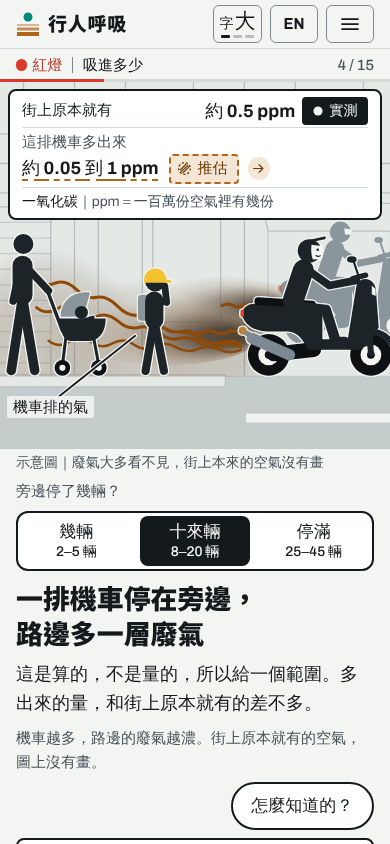 行人呼吸
字大
EN
紅燈｜吸進多少
4 / 15
街上原本就有
約 0.5 ppm
實測
這排機車多出來
約 0.05 到 1 ppm
推估
一氧化碳｜ppm＝一百萬份空氣裡有幾份
機車排的氣
示意圖｜廢氣大多看不見，街上本來的空氣沒有畫
旁邊停了幾輛？
幾輛
2–5 輛
十來輛
8–20 輛
停滿
25–45 輛
一排機車停在旁邊，
路邊多一層廢氣
這是算的，不是量的，所以給一個範圍。多
出來的量，和街上原本就有的差不多。
機車越多，路邊的廢氣越濃。街上原本就有的空氣，
圖上沒有畫。
怎麼知道的？